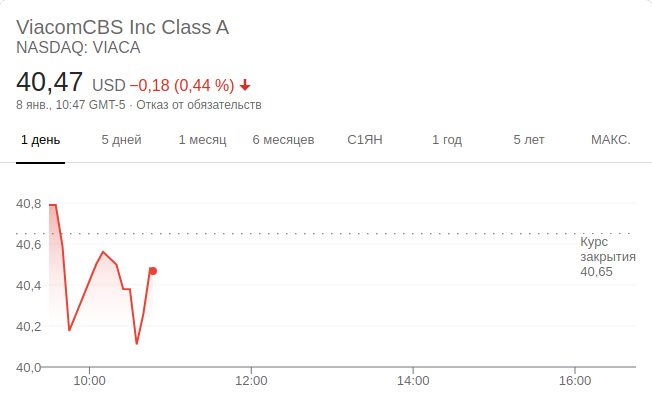 ViacomCBS Inc Class A
NASDAQ: VIACA
40,47 USD −0,18 (0,44 %)
8 янв., 10:47 GMT-5 · Отказ от обязательств
1 день 5 дней 1 месяц 6 месяцев С1ЯН 1 год 5 лет МАКС.
40,8
40,6
40,4
40,2
40,0
Курс
закрытия
40,65
10:00 12:00 14:00 16:00